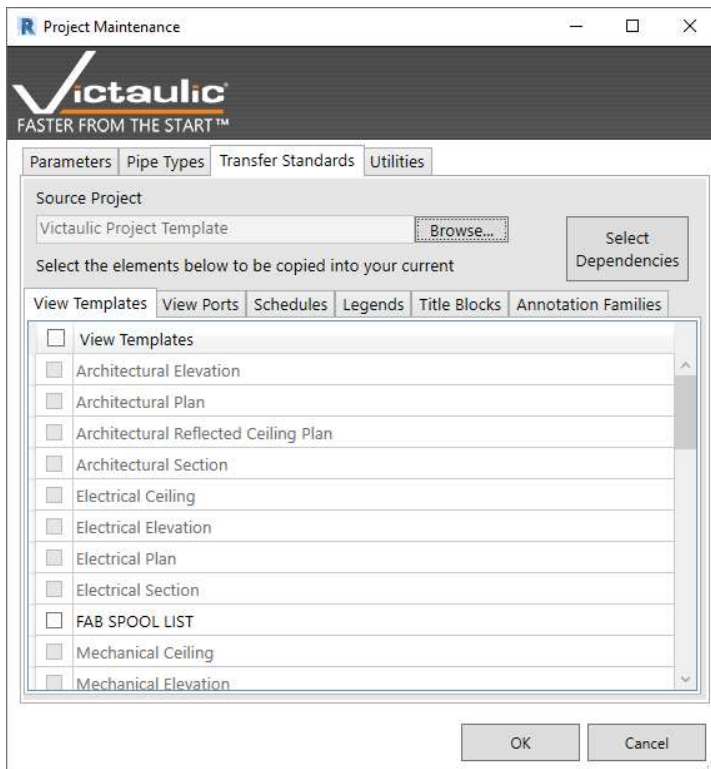 Project Maintenance
Victaulic®
FASTER FROM THE START™
Parameters Pipe Types Transfer Standards Utilities
Source Project
Victaulic Project Template Browse...
Select Dependencies
Select the elements below to be copied into your current
View Templates View Ports Schedules Legends Title Blocks Annotation Families
View Templates
Architectural Elevation
Architectural Plan
Architectural Reflected Ceiling Plan
Architectural Section
Electrical Ceiling
Electrical Elevation
Electrical Plan
Electrical Section
FAB SPOOL LIST
Mechanical Ceiling
Mechanical Elevation
OK Cancel